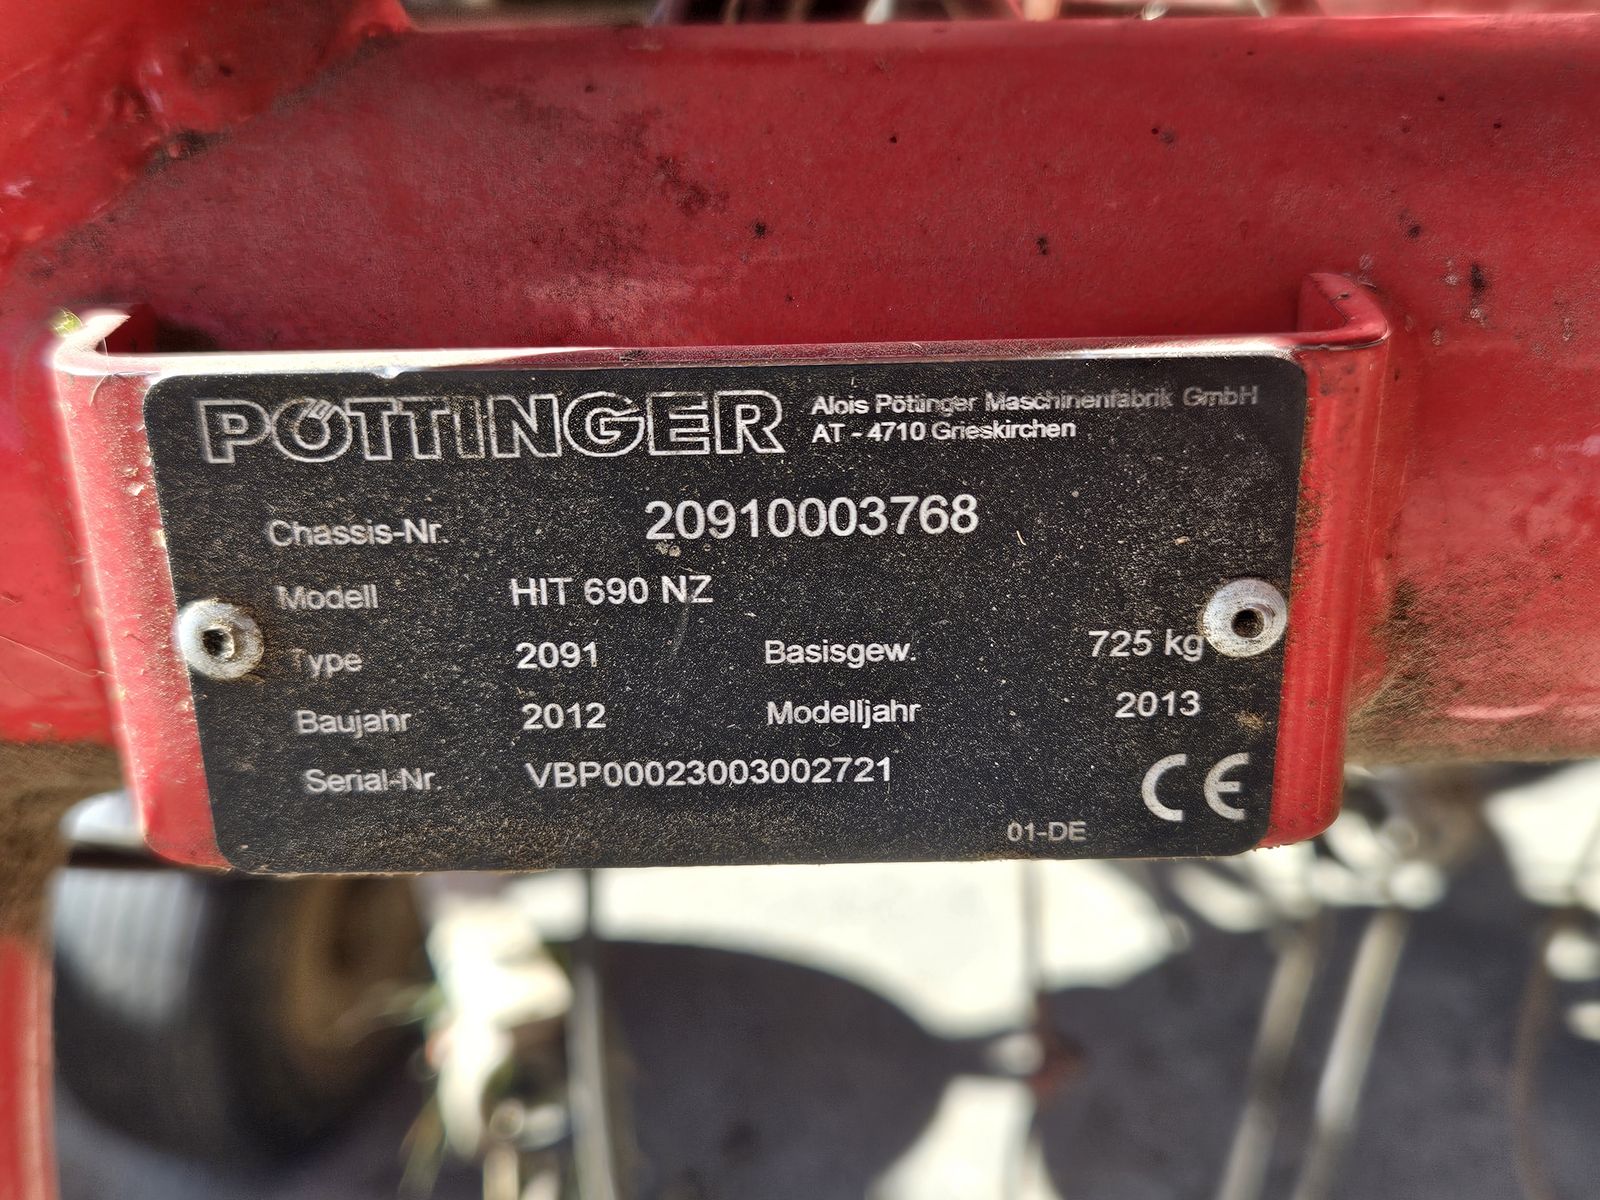 PÖTTINGER Alois Pöttinger Maschinenfabrik GmbH
AT - 4710 Grieskirchen
Chassis-Nr. 20910003768
Modell HIT 690 NZ
Type 2091 Basisgew. 725 kg
Baujahr 2012 Modelljahr 2013
Serial-Nr. VBP00023003002721
CE
01-DE